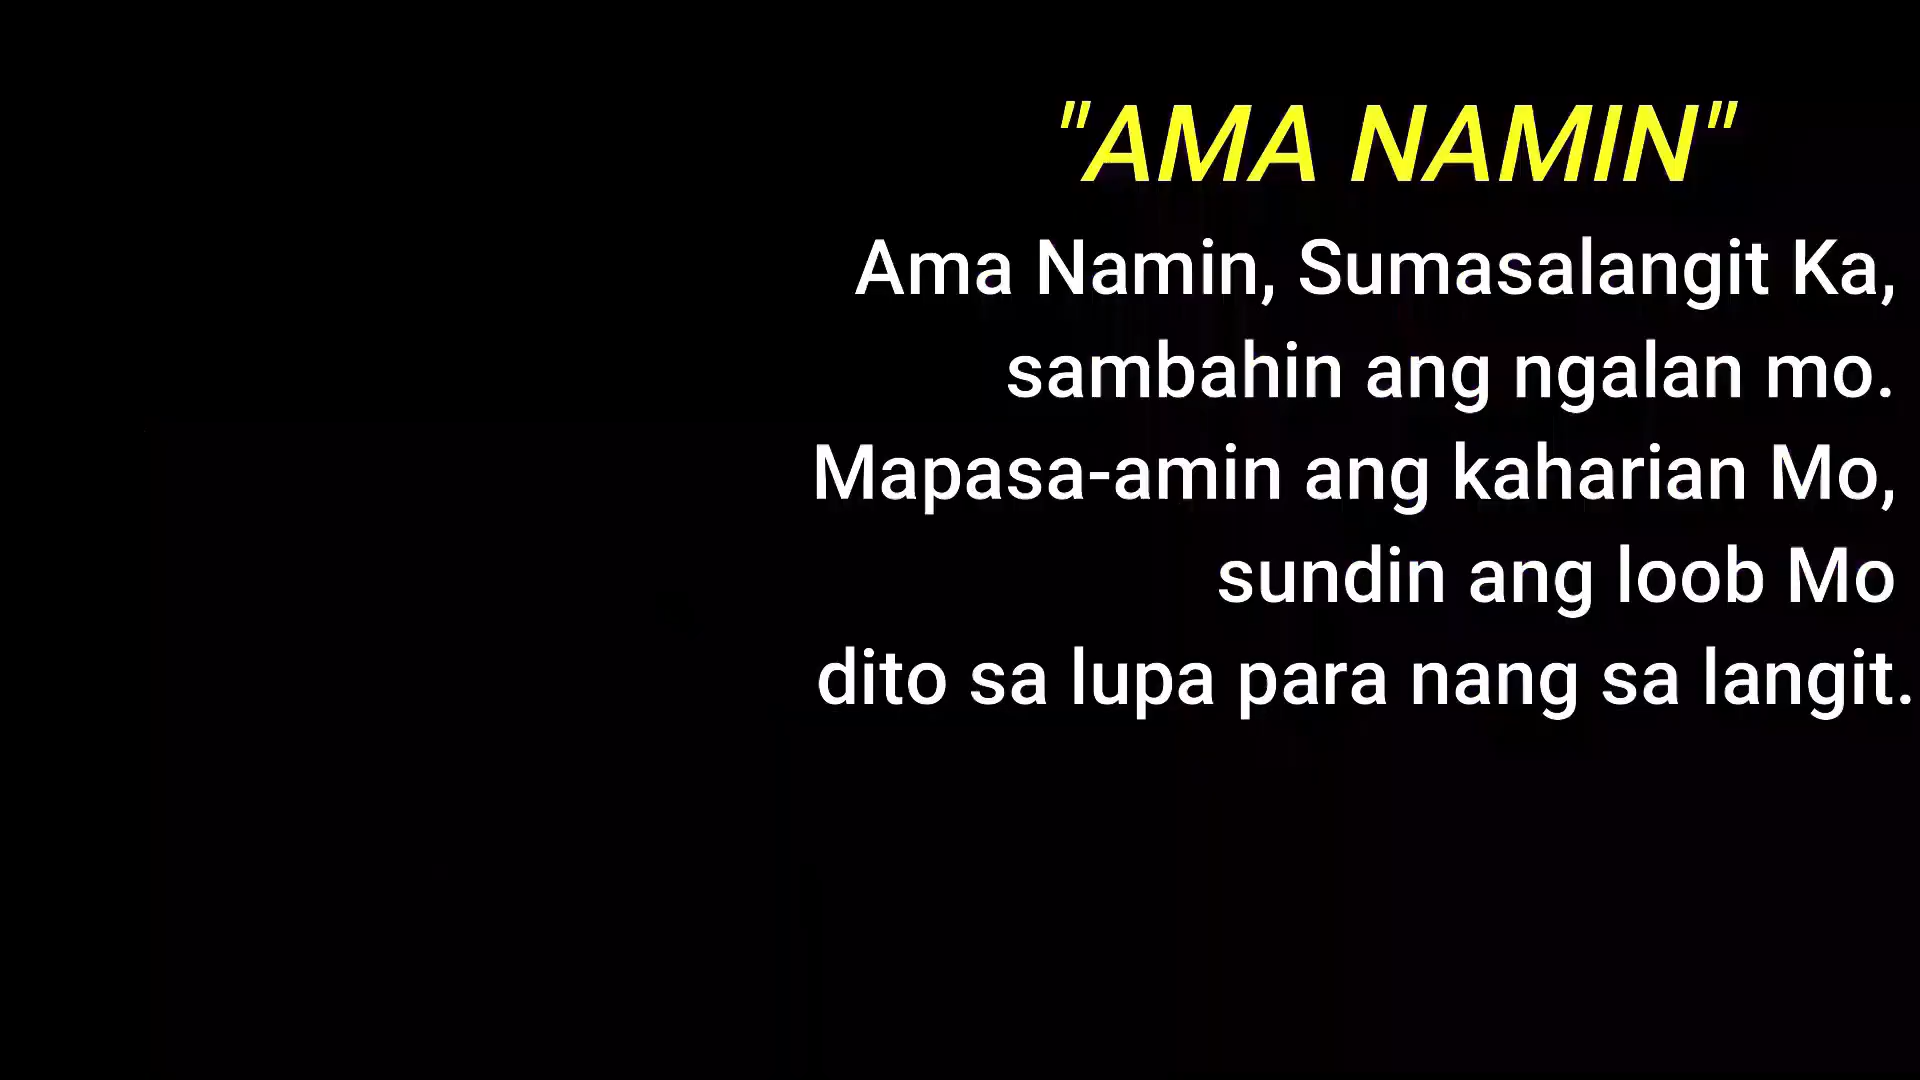 "AMA NAMIN"
Ama Namin, Sumasalangit Ka,
sambahin ang ngalan mo.
Mapasa-amin ang kaharian Mo,
sundin ang loob Mo
dito sa lupa para nang sa langit.